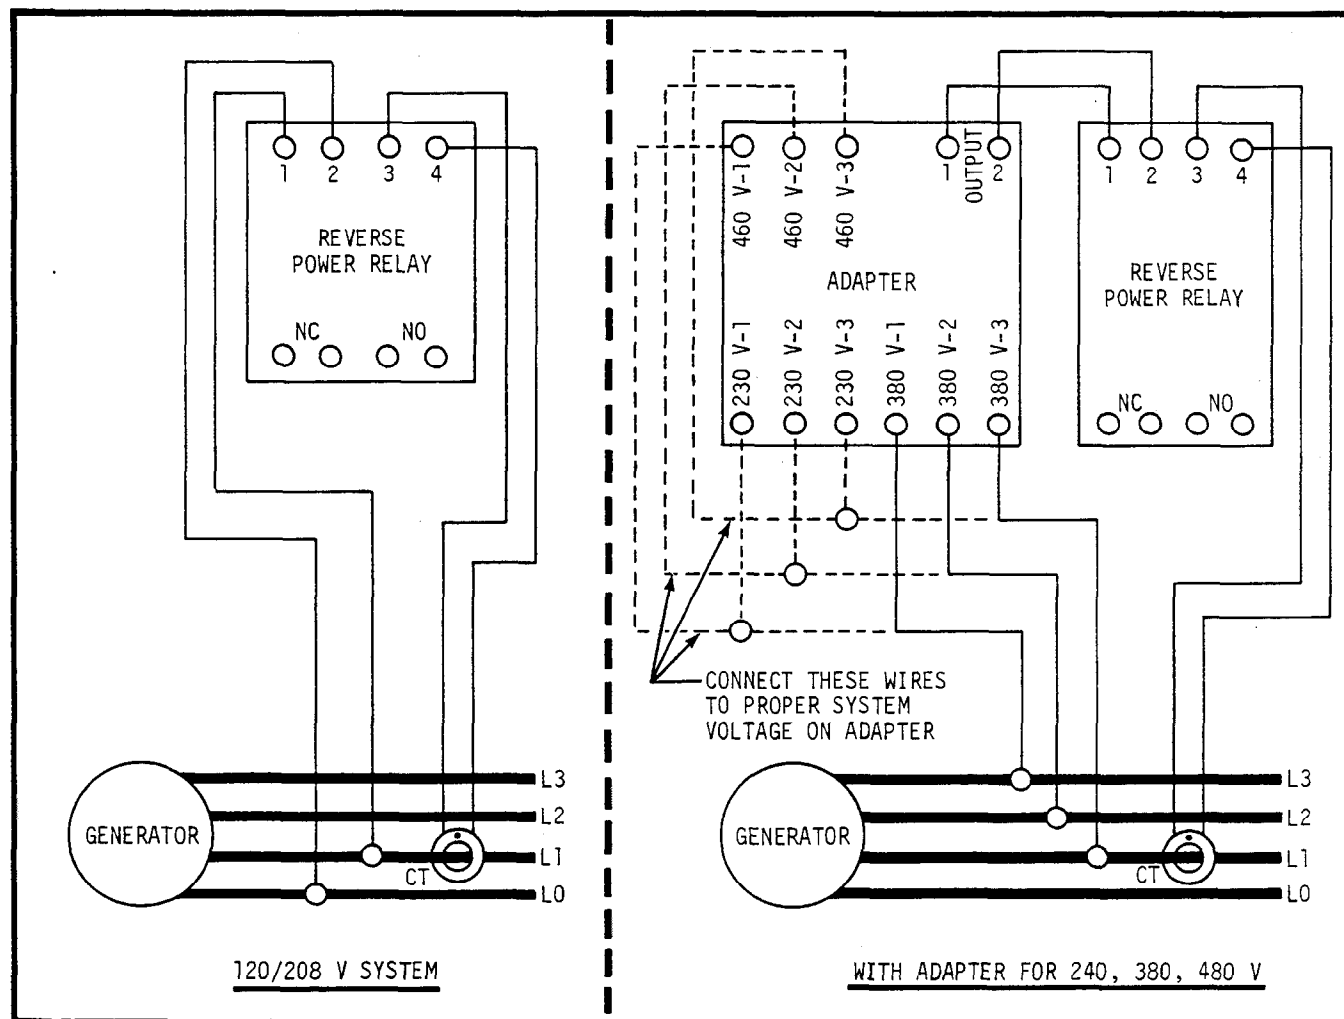 1 2 3 4
REVERSE
POWER RELAY
NC NO
GENERATOR
L3
L2
L1
L0
CT
120/208 V SYSTEM
460 V-1
460 V-2
460 V-3
1
OUTPUT
2
ADAPTER
230 V-1
230 V-2
230 V-3
380 V-1
380 V-2
380 V-3
1 2 3 4
REVERSE
POWER RELAY
NC NO
CONNECT THESE WIRES
TO PROPER SYSTEM
VOLTAGE ON ADAPTER
GENERATOR
L3
L2
L1
L0
CT
WITH ADAPTER FOR 240, 380, 480 V